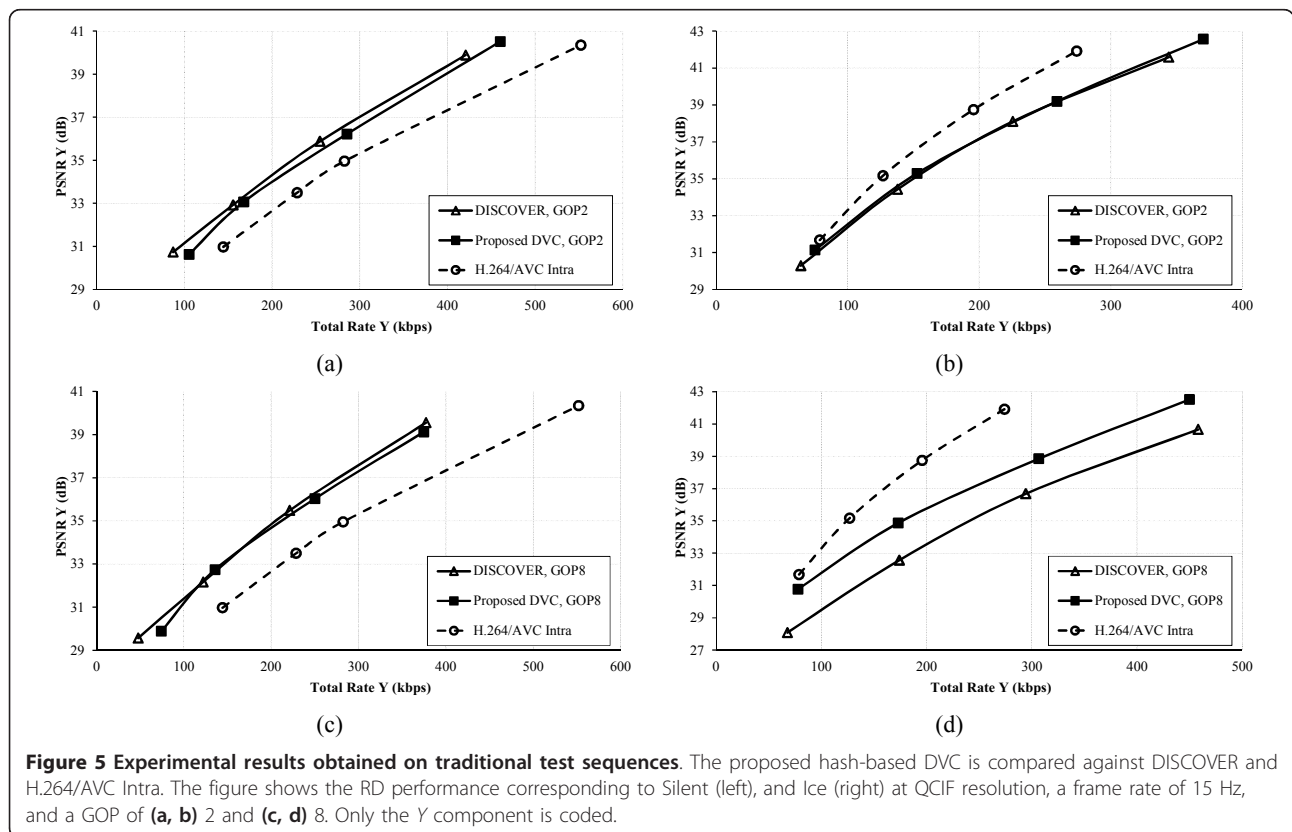 41
39
37
35
33
31
29
PSNR Y (dB)
0 100 200 300 400 500 600
Total Rate Y (kbps)
DISCOVER, GOP2
Proposed DVC, GOP2
H.264/AVC Intra
(a)
43
41
39
37
35
33
31
29
PSNR Y (dB)
0 100 200 300 400
Total Rate Y (kbps)
DISCOVER, GOP2
Proposed DVC, GOP2
H.264/AVC Intra
(b)
41
39
37
35
33
31
29
PSNR Y (dB)
0 100 200 300 400 500 600
Total Rate Y (kbps)
DISCOVER, GOP8
Proposed DVC, GOP8
H.264/AVC Intra
(c)
43
41
39
37
35
33
31
29
27
PSNR Y (dB)
0 100 200 300 400 500
Total Rate Y (kbps)
DISCOVER, GOP8
Proposed DVC, GOP8
H.264/AVC Intra
(d)
Figure 5 Experimental results obtained on traditional test sequences. The proposed hash-based DVC is compared against DISCOVER and
H.264/AVC Intra. The figure shows the RD performance corresponding to Silent (left), and Ice (right) at QCIF resolution, a frame rate of 15 Hz,
and a GOP of (a, b) 2 and (c, d) 8. Only the Y component is coded.